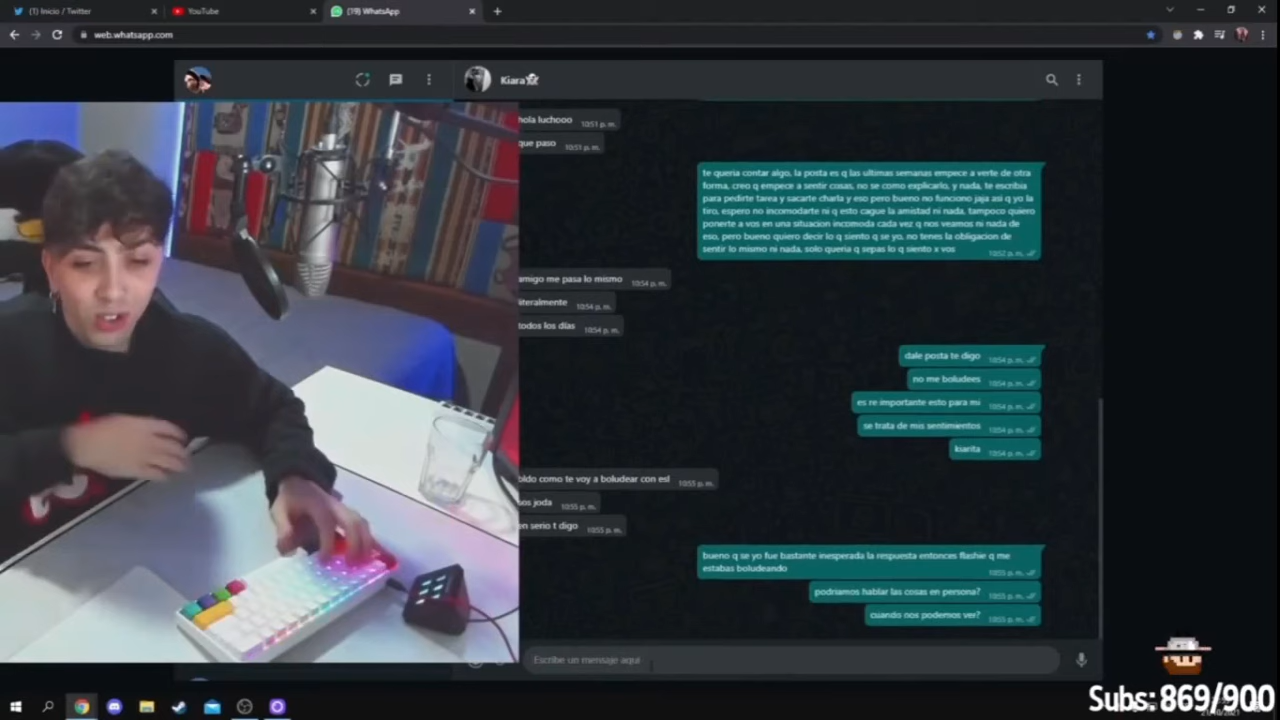 (1) Inicio / Twitter
YouTube
(19) WhatsApp
web.whatsapp.com
Kiara
hola luchooo 10:51 p. m.
que paso 10:51 p. m.
te queria contar algo, la posta es q las ultimas semanas empece a verte de otra
forma, creo q empece a sentir cosas, no se como explicarlo, y nada, te escribia
para pedirte tarea y sacarte charla y eso pero bueno no funciono jaja asi q yo la
tiro, espero no incomodarte ni q esto cague la amistad ni nada, tampoco quiero
ponerte a vos en una situacion incomoda cada vez q nos veamos ni nada de
eso, pero bueno quiero decir lo q siento q se yo, no tenes la obligacion de
sentir lo mismo ni nada, solo queria q sepas lo q siento x vos
10:52 p. m.
amigo me pasa lo mismo 10:54 p. m.
literalmente 10:54 p. m.
todos los días 10:54 p. m.
dale posta te digo 10:54 p. m.
no me boludees 10:54 p. m.
es re importante esto para mi 10:54 p. m.
se trata de mis sentimientos 10:54 p. m.
kiarita 10:54 p. m.
bldo como te voy a boludear con esl 10:55 p. m.
sos joda 10:55 p. m.
en serio t digo 10:55 p. m.
bueno q se yo fue bastante inesperada la respuesta entonces flashie q me
estabas boludeando 10:55 p. m.
podriamos hablar las cosas en persona? 10:55 p. m.
cuando nos podemos ver? 10:55 p. m.
Escribe un mensaje aquí
Subs: 869/900